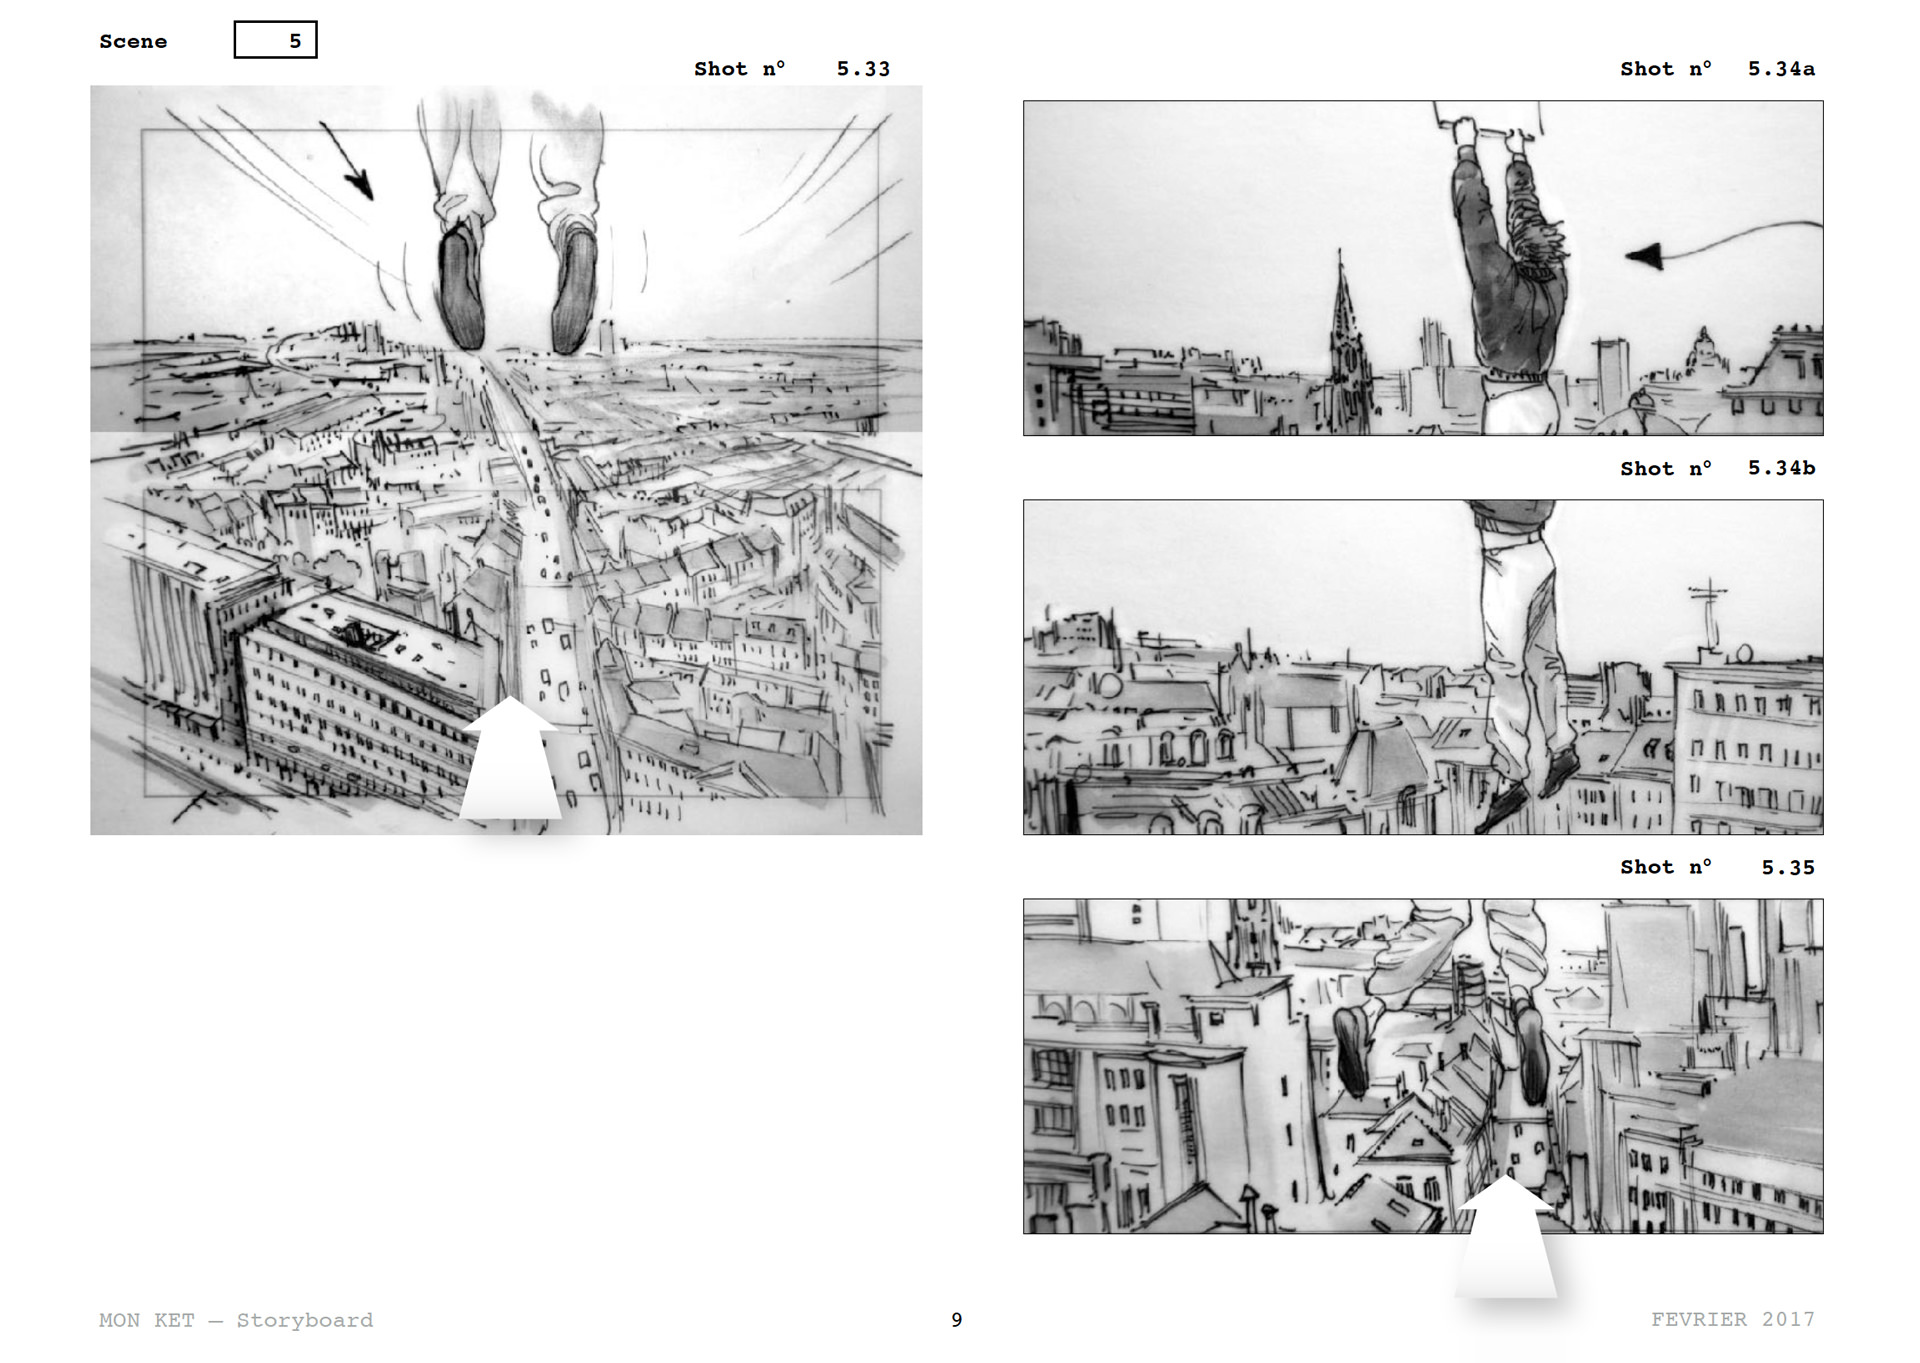 Scene 5
Shot n° 5.33
Shot n° 5.34a
Shot n° 5.34b
Shot n° 5.35
MON KET — Storyboard
9
FEVRIER 2017